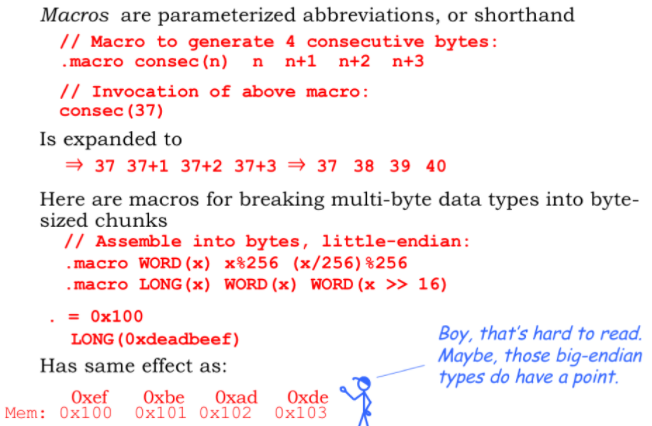 Macros are parameterized abbreviations, or shorthand
// Macro to generate 4 consecutive bytes:
.macro consec(n) n n+1 n+2 n+3
// Invocation of above macro:
consec(37)
Is expanded to
⇒ 37 37+1 37+2 37+3 ⇒ 37 38 39 40
Here are macros for breaking multi-byte data types into byte-
sized chunks
// Assemble into bytes, little-endian:
.macro WORD(x) x%256 (x/256)%256
.macro LONG(x) WORD(x) WORD(x >> 16)
. = 0x100
LONG(0xdeadbeef)
Has same effect as:
Boy, that's hard to read.
Maybe, those big-endian
types do have a point.
0xef 0xbe 0xad 0xde
Mem: 0x100 0x101 0x102 0x103